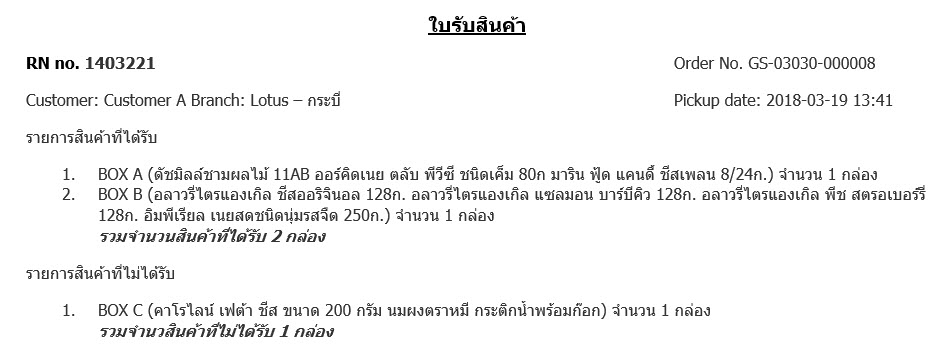 ใบรับสินค้า
RN no. 1403221 Order No. GS-03030-000008
Customer: Customer A Branch: Lotus – กระบี่ Pickup date: 2018-03-19 13:41
รายการสินค้าที่ได้รับ
1. BOX A (ดัชมิลล์ชามผลไม้ 11AB ออร์คิดเนย ตลับ พีวีซี ชนิดเค็ม 80ก มาริน ฟู้ด แคนดี้ ชีสเพลน 8/24ก.) จำนวน 1 กล่อง
2. BOX B (อลาวรี่ไตรแองเกิล ชีสออริจินอล 128ก. อลาวรี่ไตรแองเกิล แซลมอน บาร์บีคิว 128ก. อลาวรี่ไตรแองเกิล พีช สตรอเบอร์รี่
128ก. อิมพีเรียล เนยสดชนิดนุ่มรสจืด 250ก.) จำนวน 1 กล่อง
รวมจำนวนสินค้าที่ได้รับ 2 กล่อง
รายการสินค้าที่ไม่ได้รับ
1. BOX C (คาโรไลน์ เฟต้า ชีส ขนาด 200 กรัม นมผงตราหมี กระติกน้ำพร้อมก๊อก) จำนวน 1 กล่อง
รวมจำนวสินค้าที่ไม่ได้รับ 1 กล่อง